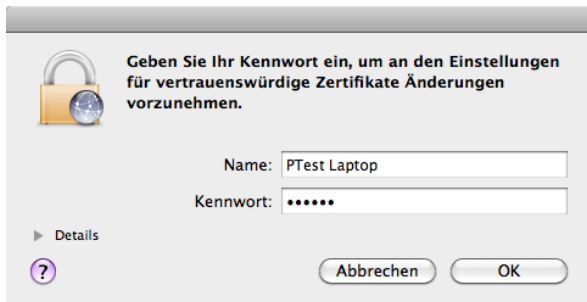 Geben Sie Ihr Kennwort ein, um an den Einstellungen
für vertrauenswürdige Zertifikate Änderungen
vorzunehmen.
Name: PTest Laptop
Kennwort: ••••••
Details
?
Abbrechen OK